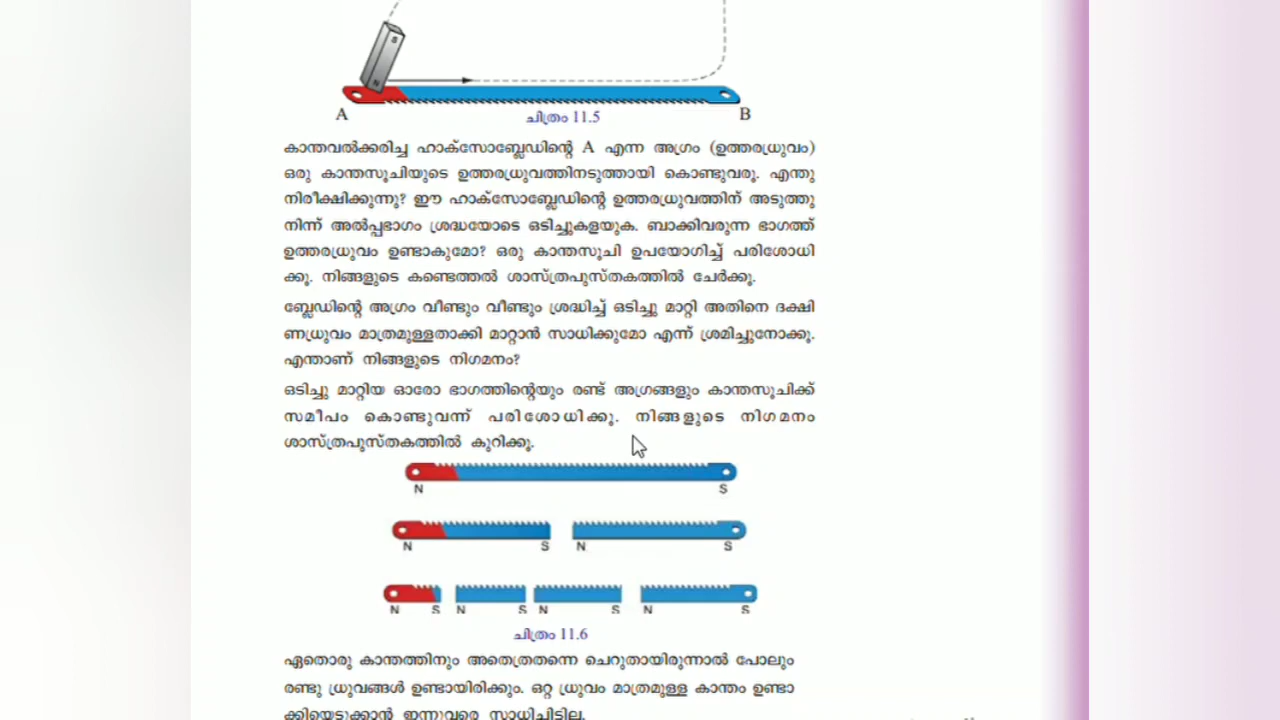 S
N
A
B
ചിത്രം 11.5
കാന്തവൽക്കരിച്ച ഹാക്സോബ്ലേഡിന്റെ A എന്ന അഗ്രം (ഉത്തരധ്രുവം)
ഒരു കാന്തസൂചിയുടെ ഉത്തരധ്രുവത്തിനടുത്തായി കൊണ്ടുവരൂ. എന്തു
നിരീക്ഷിക്കുന്നു? ഈ ഹാക്സോബ്ലേഡിന്റെ ഉത്തരധ്രുവത്തിന് അടുത്തു
നിന്ന് അൽപ്പഭാഗം ശ്രദ്ധയോടെ ഒടിച്ചുകളയുക. ബാക്കിവരുന്ന ഭാഗത്ത്
ഉത്തരധ്രുവം ഉണ്ടാകുമോ? ഒരു കാന്തസൂചി ഉപയോഗിച്ച് പരിശോധി
ക്കൂ. നിങ്ങളുടെ കണ്ടെത്തൽ ശാസ്ത്രപുസ്തകത്തിൽ ചേർക്കൂ.
ബ്ലേഡിന്റെ അഗ്രം വീണ്ടും വീണ്ടും ശ്രദ്ധിച്ച് ഒടിച്ചു മാറ്റി അതിനെ ദക്ഷി
ണധ്രുവം മാത്രമുള്ളതാക്കി മാറ്റാൻ സാധിക്കുമോ എന്ന് ശ്രമിച്ചുനോക്കൂ.
എന്താണ് നിങ്ങളുടെ നിഗമനം?
ഒടിച്ചു മാറ്റിയ ഓരോ ഭാഗത്തിന്റെയും രണ്ട് അഗ്രങ്ങളും കാന്തസൂചിക്ക്
സമീപം കൊണ്ടുവന്ന് പരിശോധിക്കൂ. നിങ്ങളുടെ നിഗമനം
ശാസ്ത്രപുസ്തകത്തിൽ കുറിക്കൂ.
N S
N S N S
N S N S N S N S
ചിത്രം 11.6
ഏതൊരു കാന്തത്തിനും അതെത്രതന്നെ ചെറുതായിരുന്നാൽ പോലും
രണ്ടു ധ്രുവങ്ങൾ ഉണ്ടായിരിക്കും. ഒറ്റ ധ്രുവം മാത്രമുള്ള കാന്തം ഉണ്ടാ
ക്കിയെടുക്കാൻ ഇന്നുവരെ സാധിച്ചിട്ടില്ല.